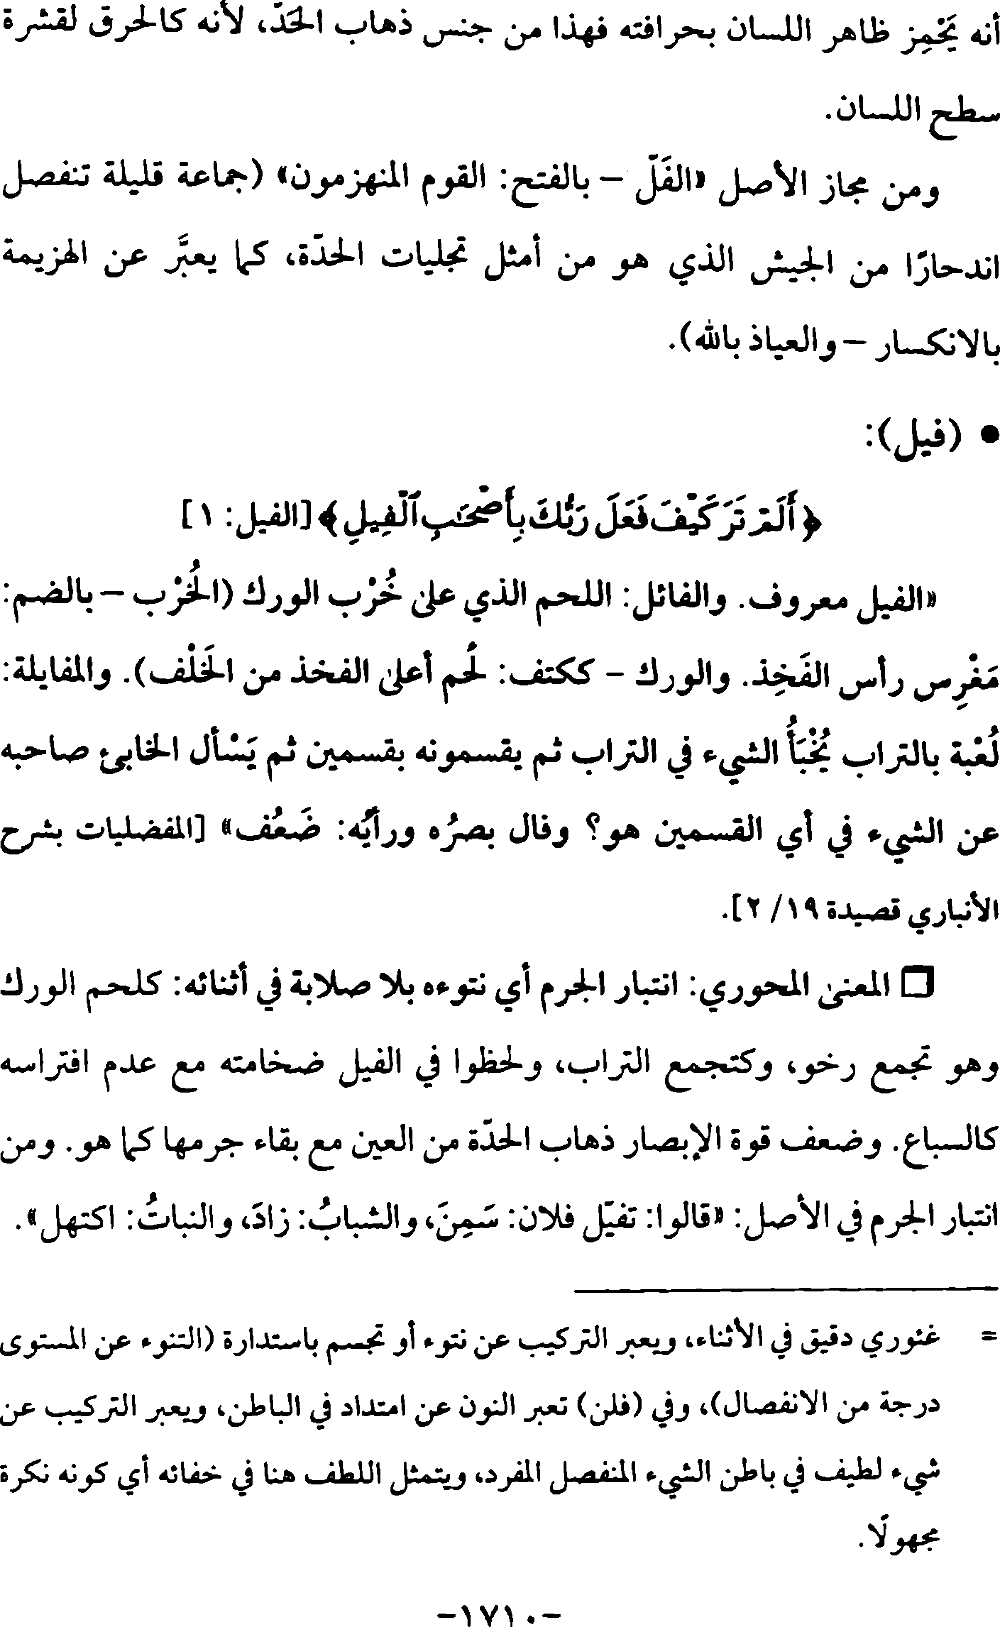 أنه يَحْمِز ظاهر اللسان بحرافته فهذا من جنس ذهاب الحَدّ، لأنه كالحرق لقشرة
سطح اللسان.
ومن مجاز الأصل «الفَلّ – بالفتح: القوم المنهزمون» (جماعة قليلة تنفصل
اندحارًا من الجيش الذي هو من أمثل تجليات الحدّة، كما يعبَّر عن الهزيمة
بالانكسار – والعياذ بالله).
● (فيل):
﴿أَلَمْ تَرَ كَيْفَ فَعَلَ رَبُّكَ بِأَصْحَٰبِ ٱلْفِيلِ﴾ [الفيل: ١]
«الفيل معروف. والفائل: اللحم الذي على خُرْب الورك (الخُرْب – بالضم:
مَغْرِس رأس الفَخِذ. والورك – ككتف: لَحُم أعلى الفخذ من الخَلْف). والمفايلة:
لُعْبة بالتراب يُخْبَأُ الشيء في التراب ثم يقسمونه بقسمين ثم يَسْأل الخابئ صاحبه
عن الشيء في أي القسمين هو؟ وفال بصرُه ورأيُه: ضَعُف» [المفضليات بشرح
الأنباري قصيدة ١٩/ ٢].
❏ المعنى المحوري: انتبار الجرم أي نتوءه بلا صلابة في أثنائه: كلحم الورك
وهو تجمع رخو، وكتجمع التراب، ولحظوا في الفيل ضخامته مع عدم افتراسه
كالسباع. وضعف قوة الإبصار ذهاب الحدّة من العين مع بقاء جرمها كما هو. ومن
انتبار الجرم في الأصل: «قالوا: تفيّل فلان: سَمِنَ، والشبابُ: زادَ، والنباتُ: اكتهل».
= غئوري دقيق في الأثناء، ويعبر التركيب عن نتوء أو تجسم باستدارة (التنوء عن المستوى
درجة من الانفصال)، وفي (فلن) تعبر النون عن امتداد في الباطن، ويعبر التركيب عن
شيء لطيف في باطن الشيء المنفصل المفرد، ويتمثل اللطف هنا في خفائه أي كونه نكرة
مجهولًا.
-١٧١٠-